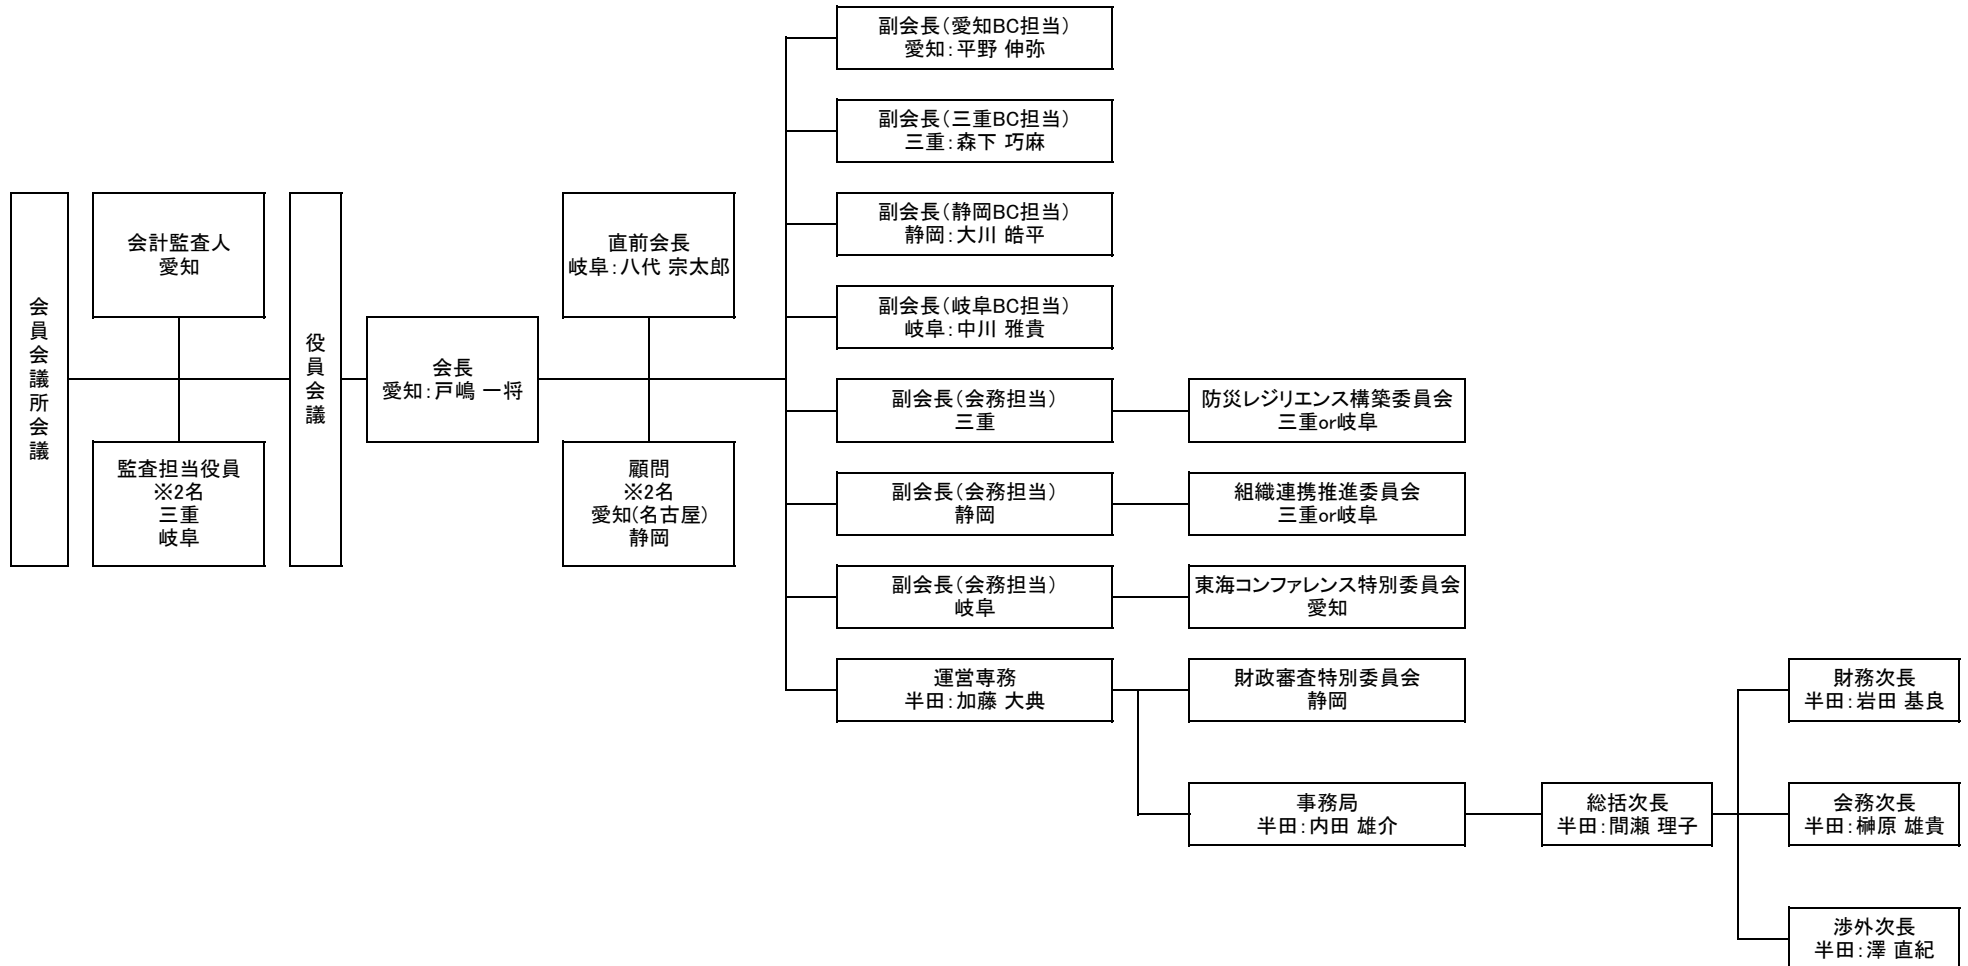 会員会議所会議
会計監査人
愛知
監査担当役員
※2名
三重
岐阜
役員会議
会長
愛知：戸嶋 一将
直前会長
岐阜：八代 宗太郎
顧問
※2名
愛知(名古屋)
静岡
副会長（愛知BC担当）
愛知：平野 伸弥
副会長（三重BC担当）
三重：森下 巧麻
副会長（静岡BC担当）
静岡：大川 皓平
副会長（岐阜BC担当）
岐阜：中川 雅貴
副会長（会務担当）
三重
防災レジリエンス構築委員会
三重or岐阜
副会長（会務担当）
静岡
組織連携推進委員会
三重or岐阜
副会長（会務担当）
岐阜
東海コンファレンス特別委員会
愛知
運営専務
半田：加藤 大典
財政審査特別委員会
静岡
事務局
半田：内田 雄介
総括次長
半田：間瀬 理子
財務次長
半田：岩田 基良
会務次長
半田：榊原 雄貴
渉外次長
半田：澤 直紀